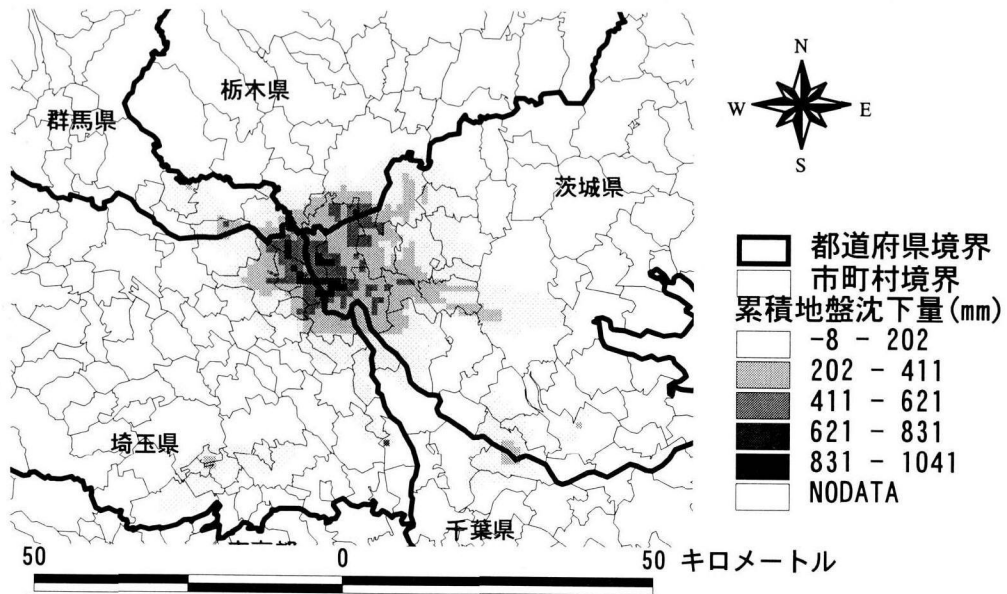 N
W E
S
栃木県
群馬県
茨城県
埼玉県
千葉県
都道府県境界
市町村境界
累積地盤沈下量(mm)
-8 - 202
202 - 411
411 - 621
621 - 831
831 - 1041
NODATA
50 0 50 キロメートル